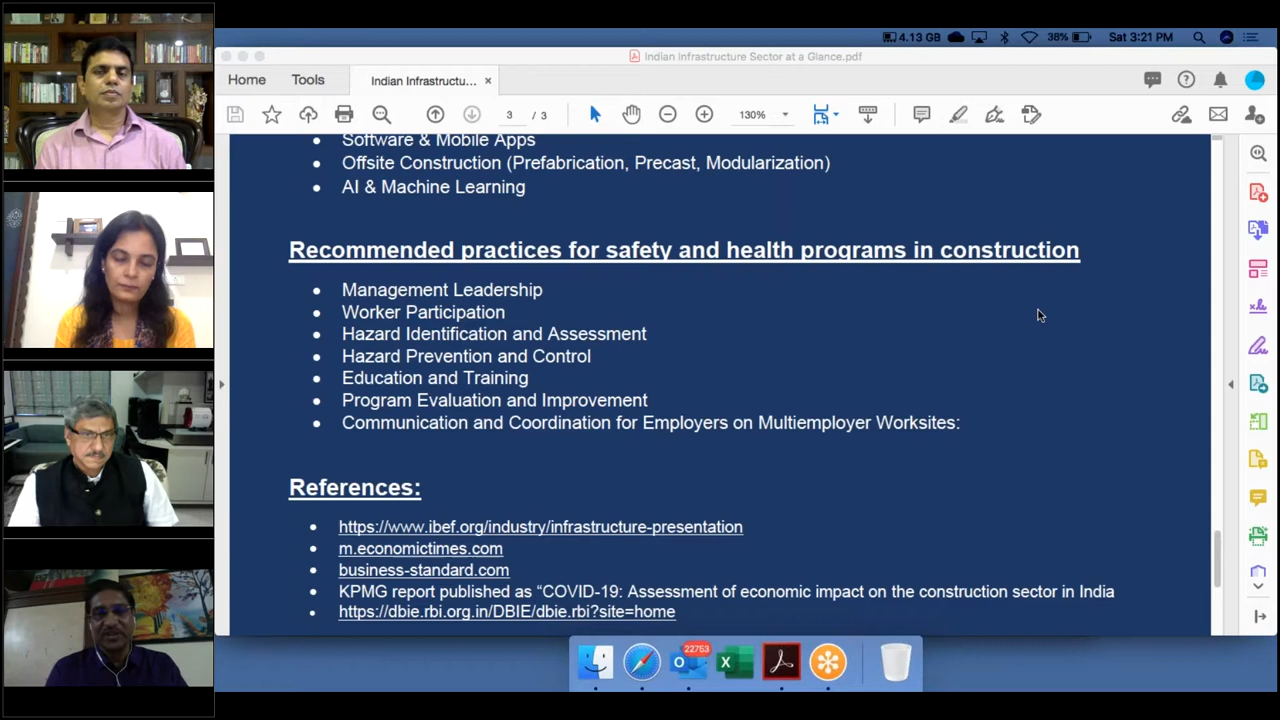 4.13 GB
38%
Sat 3:21 PM
Indian Infrastructure Sector at a Glance.pdf
Home
Tools
Indian Infrastructu...
3 / 3
130%
Software & Mobile Apps
Offsite Construction (Prefabrication, Precast, Modularization)
AI & Machine Learning
Recommended practices for safety and health programs in construction
Management Leadership
Worker Participation
Hazard Identification and Assessment
Hazard Prevention and Control
Education and Training
Program Evaluation and Improvement
Communication and Coordination for Employers on Multiemployer Worksites:
References:
https://www.ibef.org/industry/infrastructure-presentation
m.economictimes.com
business-standard.com
KPMG report published as “COVID-19: Assessment of economic impact on the construction sector in India
https://dbie.rbi.org.in/DBIE/dbie.rbi?site=home
22753